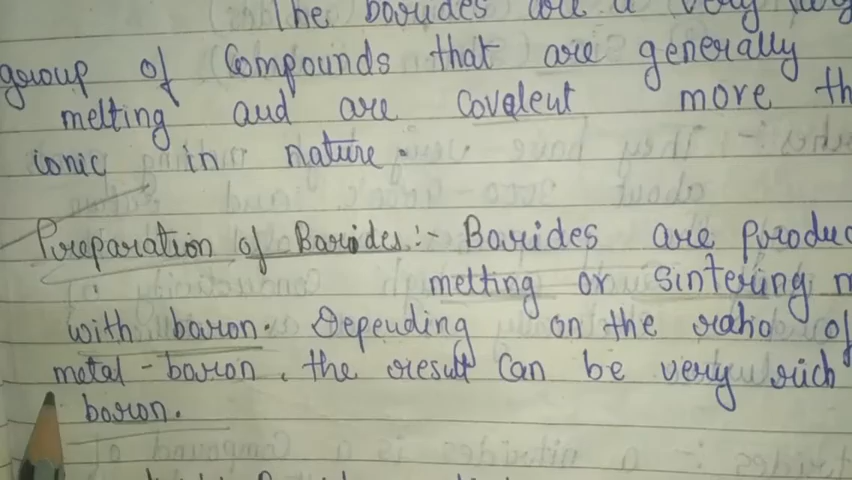 The borides are a very
group of Compounds that are generally
melting and are covalent more
ionic in nature.
Preparation of Borides:- Borides are
melting or sintering
with boron. Depending on the ratio of
metal-boron, the result can be very rich
boron.